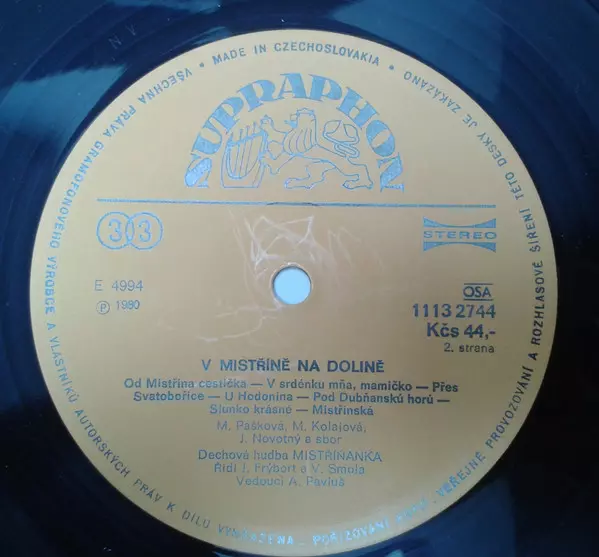 MADE IN CZECHOSLOVAKIA • VŠECHNA PRÁVA GRAMOFONOVÉHO VÝROBCE A VLASTNÍKŮ AUTORSKÝCH PRÁV K DÍLU VYHRAZENA - POŘIZOVÁNÍ KOPIÍ - VEŘEJNÉ PROVOZOVÁNÍ A ROZHLASOVÉ ŠÍŘENÍ TÉTO DESKY JE ZAKÁZÁNO •
SUPRAPHON
33
STEREO
E 4994
℗ 1980
OSA
1113 2744
Kčs 44,-
2. strana
V MISTŘÍNĚ NA DOLINĚ
Od Mistřína cestička — V srdénku mňa, mamičko — Přes
Svatobořice — U Hodonína — Pod Dubňanskú horú —
Slunko krásné — Mistřínská
M. Pašková, M. Kolajová,
J. Novotný a sbor
Dechová hudba MISTŘÍŇANKA
Řídí J. Frýbort a V. Smola
Vedoucí A. Pavluš